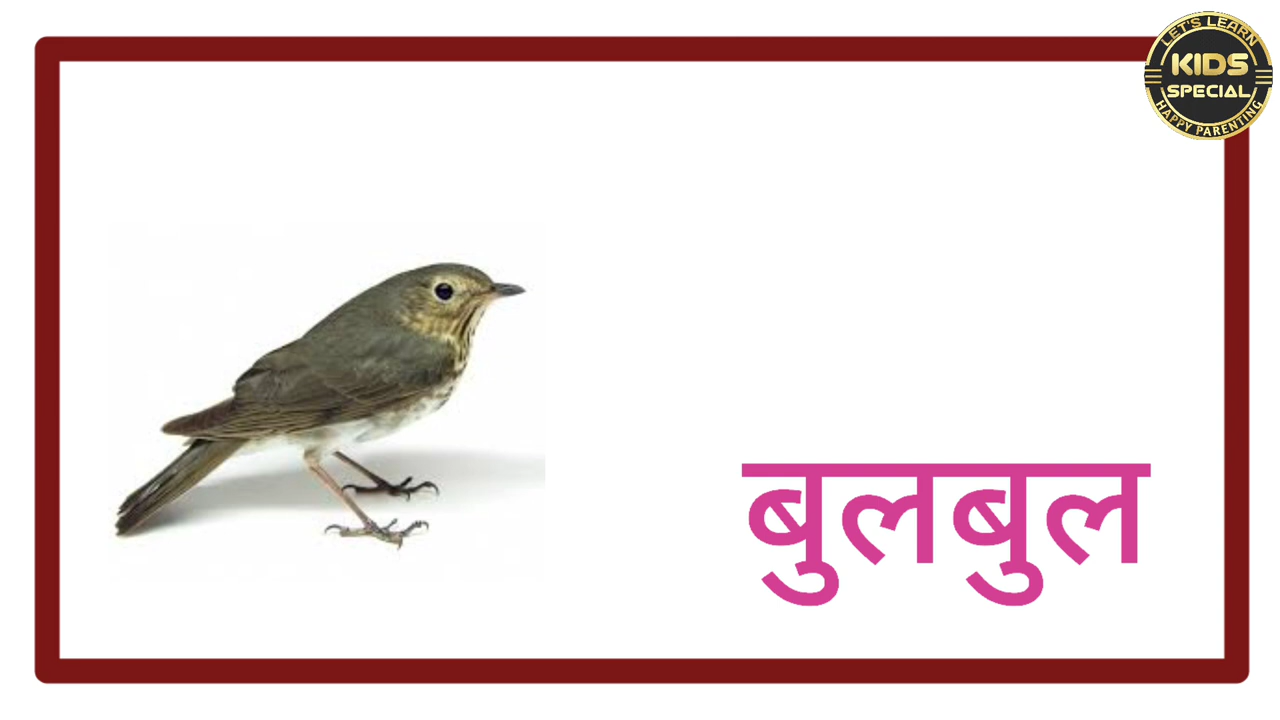 LET'S LEARN
KIDS
SPECIAL
HAPPY PARENTING
बुलबुल